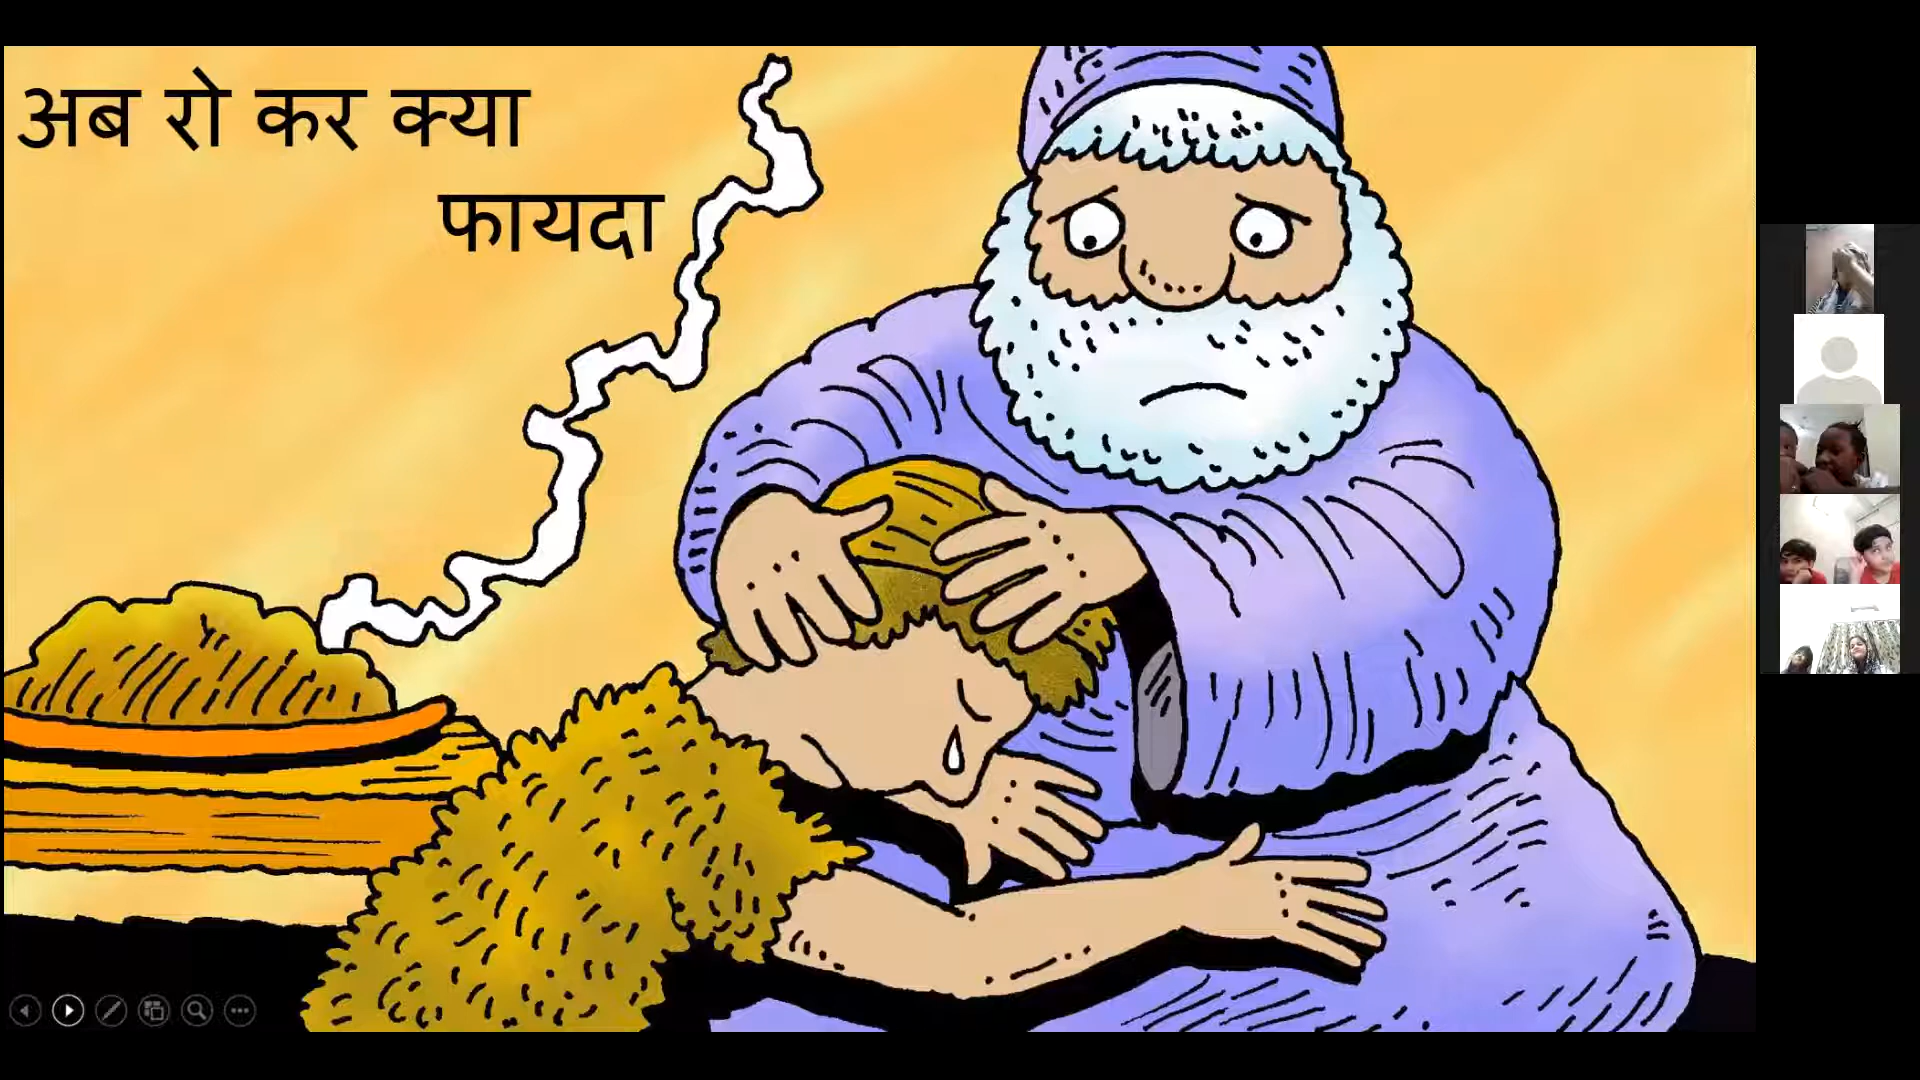 अब रो कर क्या
फायदा